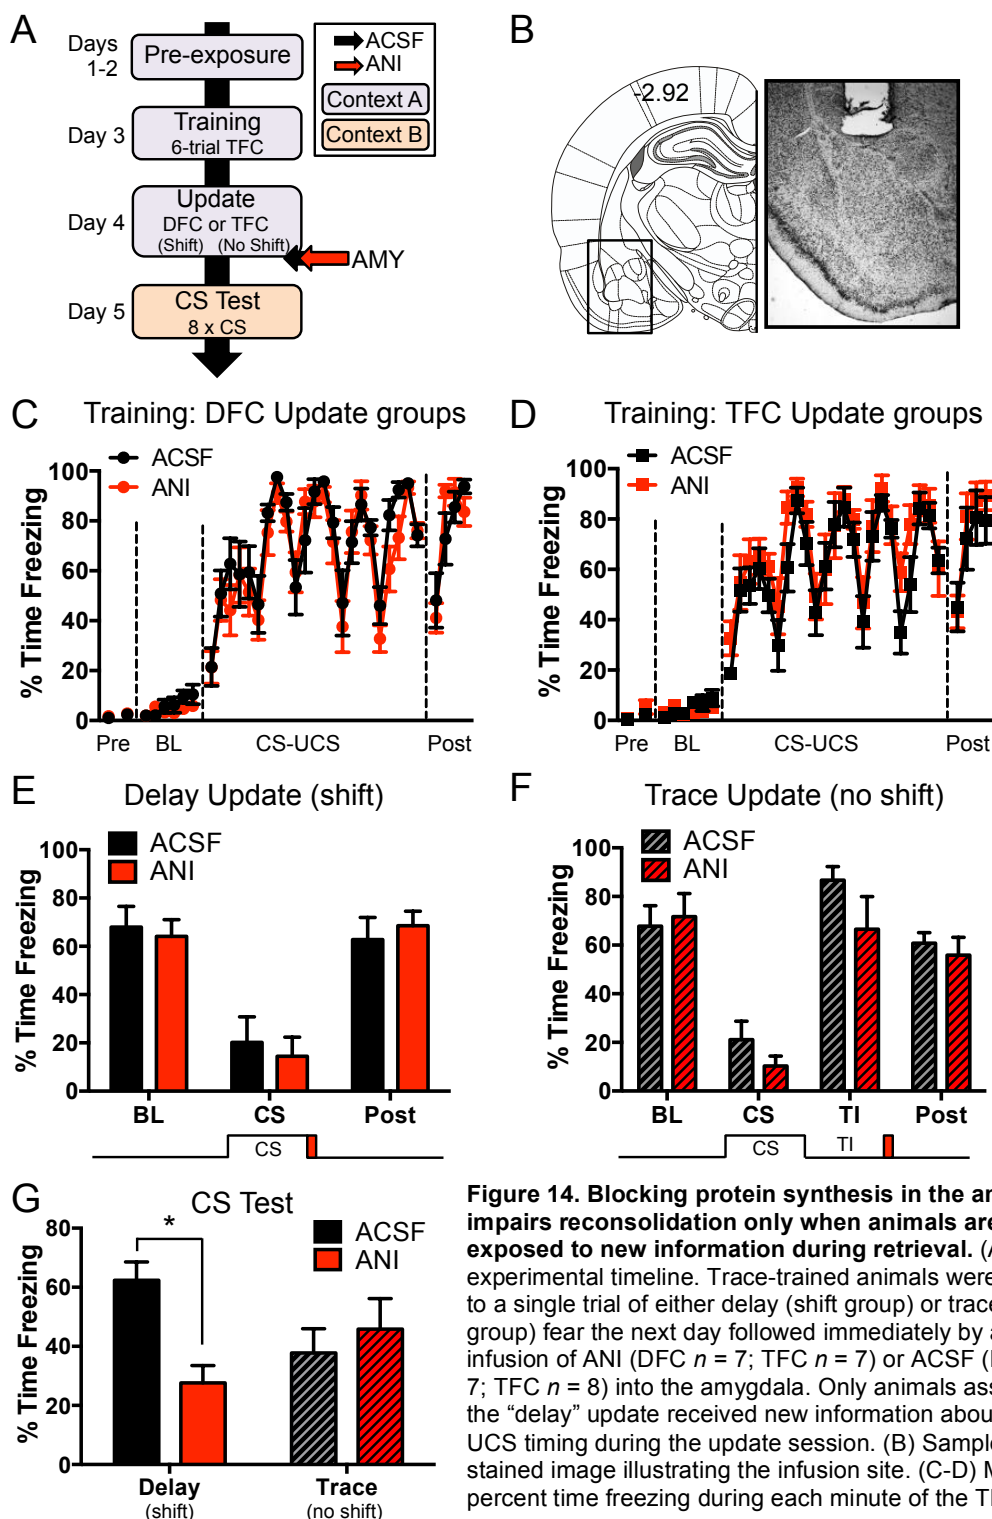 A
Days
1-2
Pre-exposure
Day 3
Training
6-trial TFC
Day 4
Update
DFC or TFC
(Shift) (No Shift)
AMY
Day 5
CS Test
8 x CS
ACSF
ANI
Context A
Context B
B
-2.92
C
Training: DFC Update groups
ACSF
ANI
% Time Freezing
100
80
60
40
20
0
Pre BL CS-UCS Post
D
Training: TFC Update groups
ACSF
ANI
% Time Freezing
100
80
60
40
20
0
Pre BL CS-UCS Post
E
Delay Update (shift)
ACSF
ANI
% Time Freezing
100
80
60
40
20
0
BL CS Post
CS
F
Trace Update (no shift)
ACSF
ANI
% Time Freezing
100
80
60
40
20
0
BL CS TI Post
CS TI
G
CS Test
*
ACSF
ANI
% Time Freezing
80
60
40
20
0
Delay Trace
(shift) (no shift)
Figure 14. Blocking protein synthesis in the
impairs reconsolidation only when animals are
exposed to new information during retrieval.
experimental timeline. Trace-trained animals were
to a single trial of either delay (shift group) or trace
group) fear the next day followed immediately by
infusion of ANI (DFC n = 7; TFC n = 7) or ACSF
7; TFC n = 8) into the amygdala. Only animals
the “delay” update received new information
UCS timing during the update session. (B) Sample
stained image illustrating the infusion site. (C-D)
percent time freezing during each minute of the